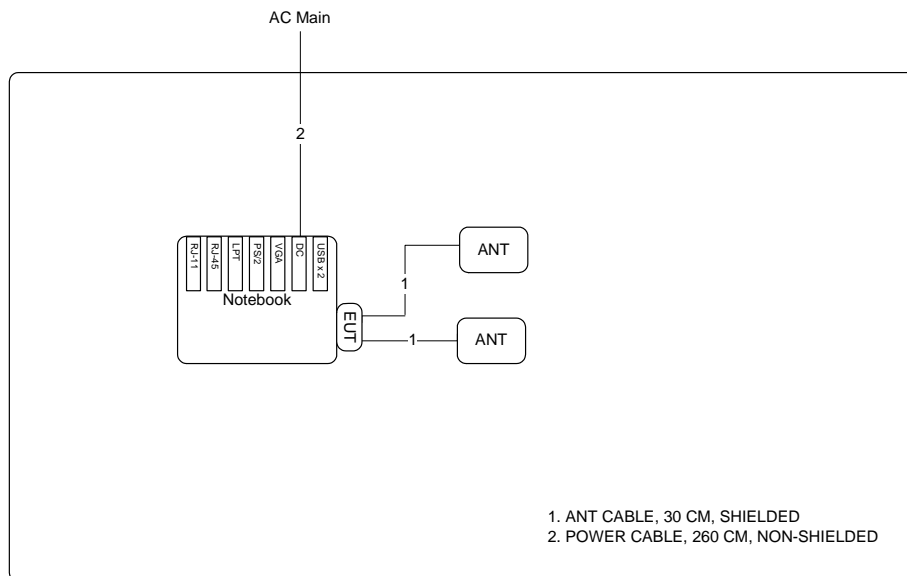 AC Main
2
RJ-11
RJ-45
LPT
PS/2
VGA
DC
USB x 2
Notebook
EUT
1
ANT
1
ANT
1. ANT CABLE, 30 CM, SHIELDED
2. POWER CABLE, 260 CM, NON-SHIELDED